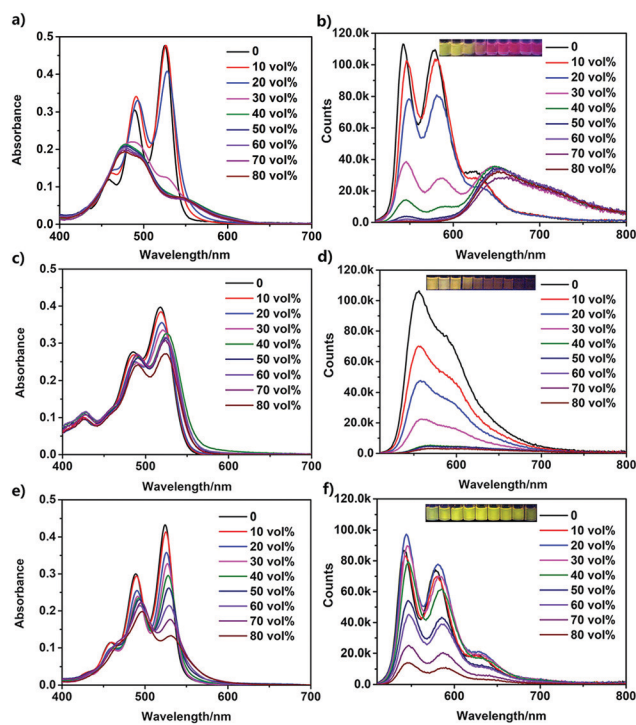 a)
0.5
0.4
0.3
0.2
0.1
0.0
400 500 600 700
Wavelength/nm
Absorbance
0
10 vol%
20 vol%
30 vol%
40 vol%
50 vol%
60 vol%
70 vol%
80 vol%
b)
120.0k
100.0k
80.0k
60.0k
40.0k
20.0k
0.0
600 700 800
Wavelength/nm
Counts
0
10 vol%
20 vol%
30 vol%
40 vol%
50 vol%
60 vol%
70 vol%
80 vol%
c)
0.5
0.4
0.3
0.2
0.1
0.0
400 500 600 700
Wavelength/nm
Absorbance
0
10 vol%
20 vol%
30 vol%
40 vol%
50 vol%
60 vol%
70 vol%
80 vol%
d)
120.0k
100.0k
80.0k
60.0k
40.0k
20.0k
0.0
500 600 700 800
Wavelength/nm
Counts
0
10 vol%
20 vol%
30 vol%
40 vol%
50 vol%
60 vol%
70 vol%
80 vol%
e)
0.5
0.4
0.3
0.2
0.1
0.0
400 500 600 700
Wavelength/nm
Absorbance
0
10 vol%
20 vol%
30 vol%
40 vol%
50 vol%
60 vol%
70 vol%
80 vol%
f)
120.0k
100.0k
80.0k
60.0k
40.0k
20.0k
0.0
600 700 800
Wavelength/nm
Counts
0
10 vol%
20 vol%
30 vol%
40 vol%
50 vol%
60 vol%
70 vol%
80 vol%